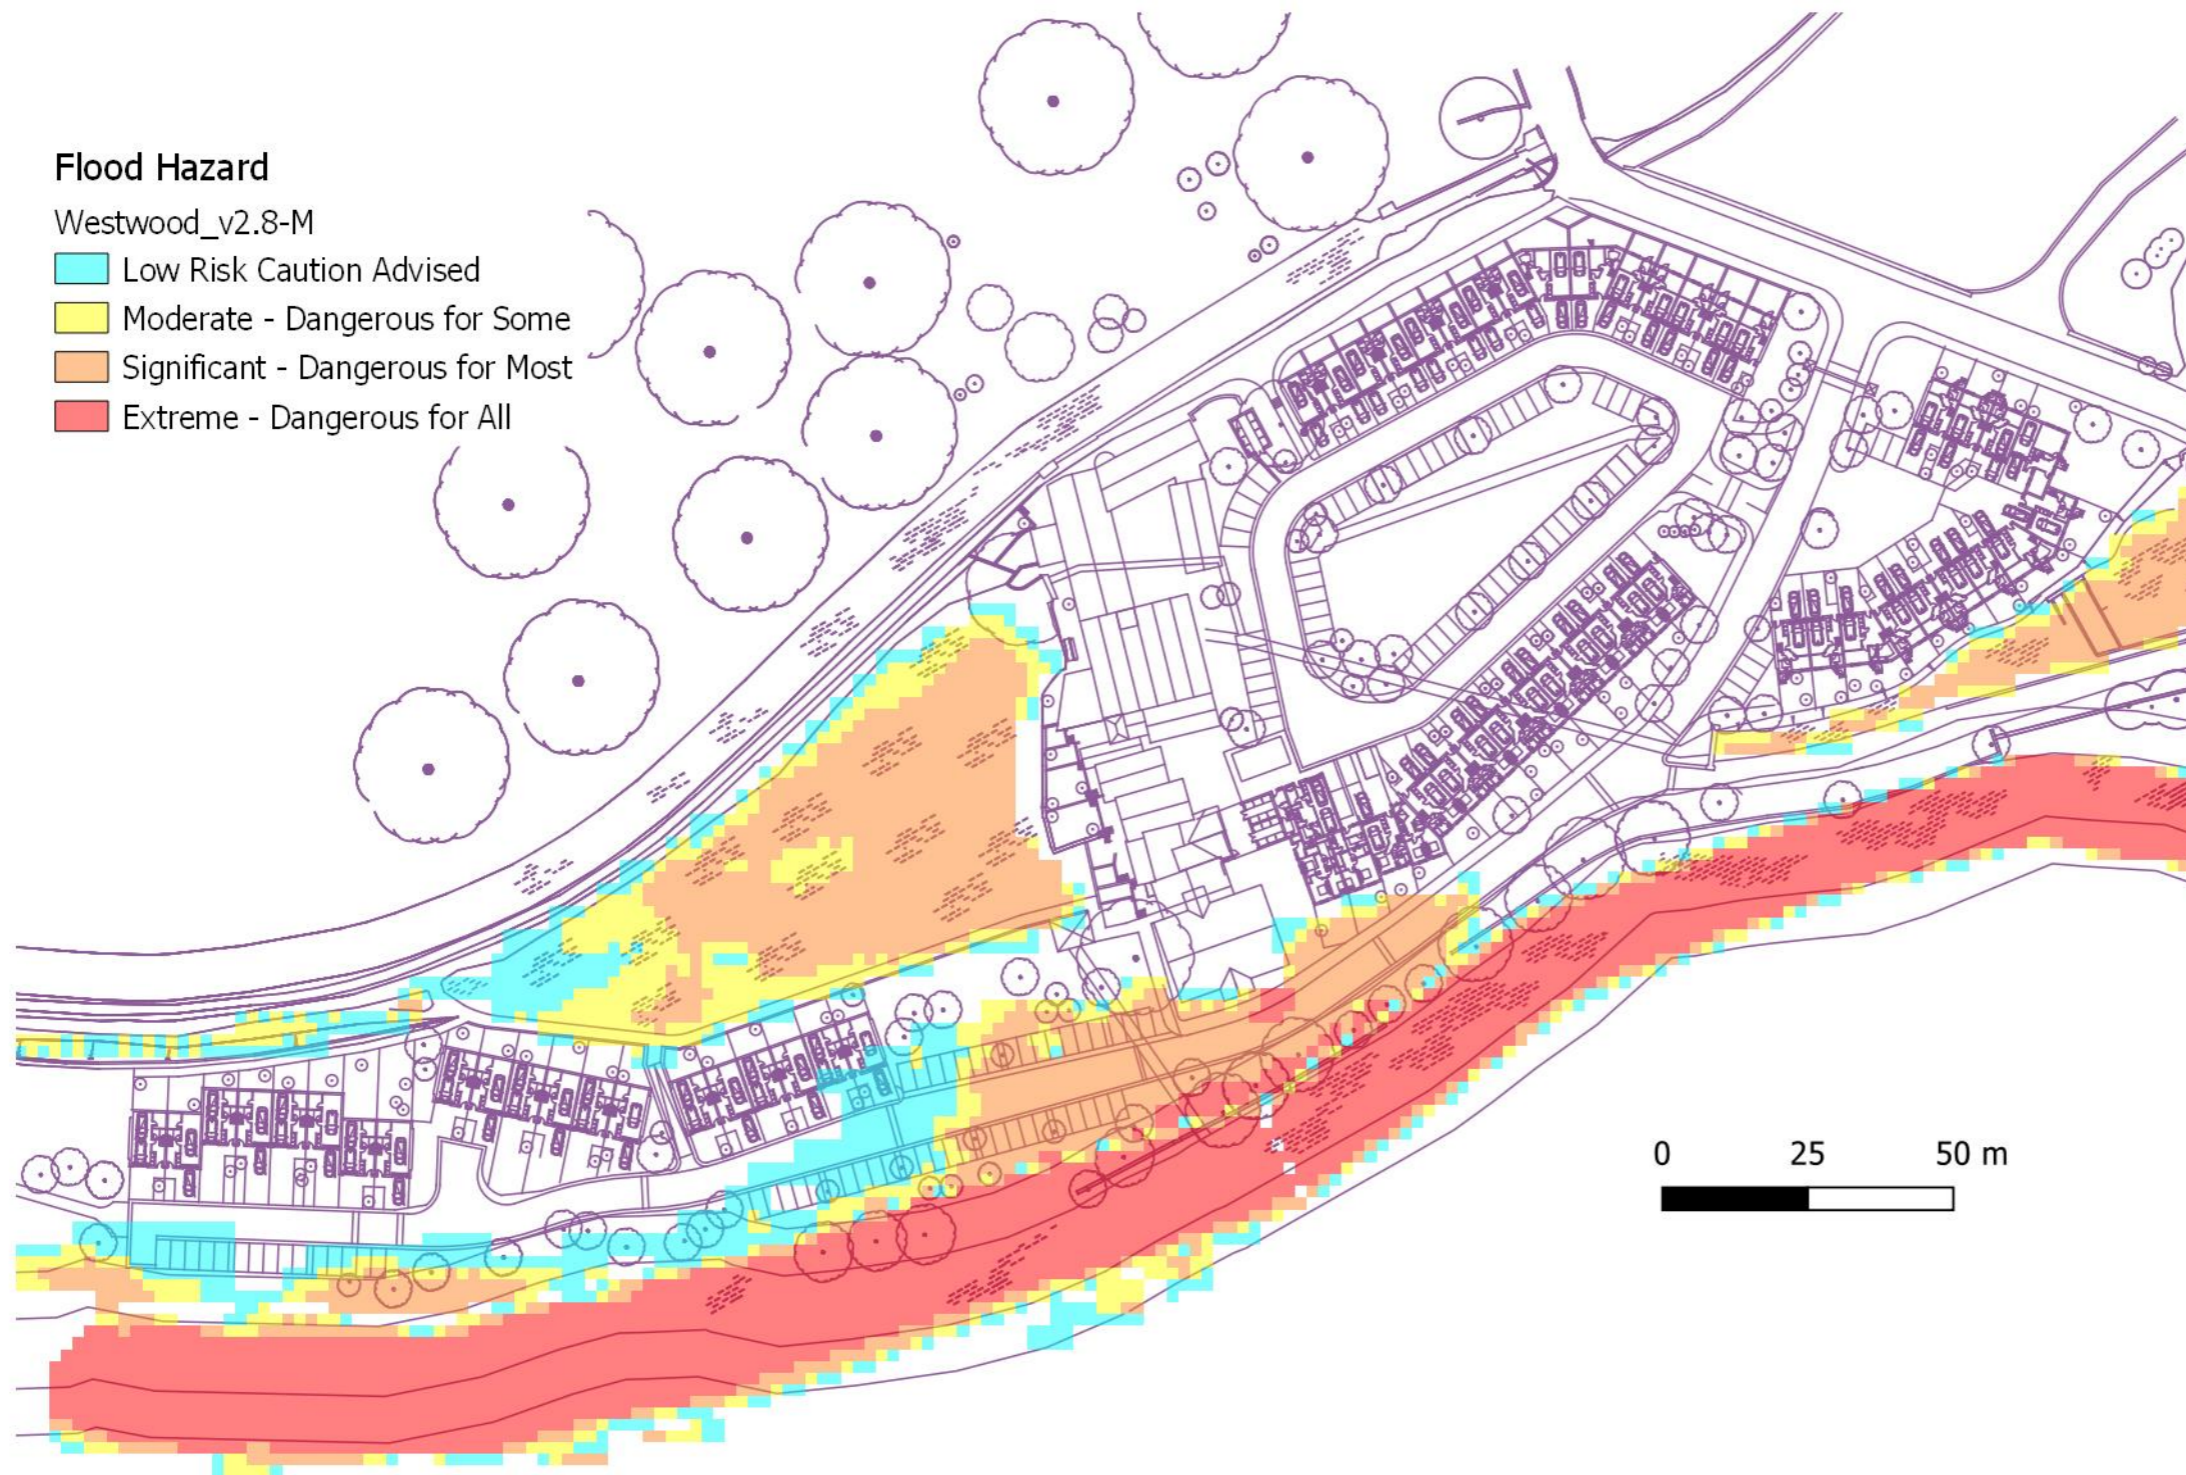 Flood Hazard
Westwood_v2.8-M
Low Risk Caution Advised
Moderate - Dangerous for Some
Significant - Dangerous for Most
Extreme - Dangerous for All
0 25 50 m